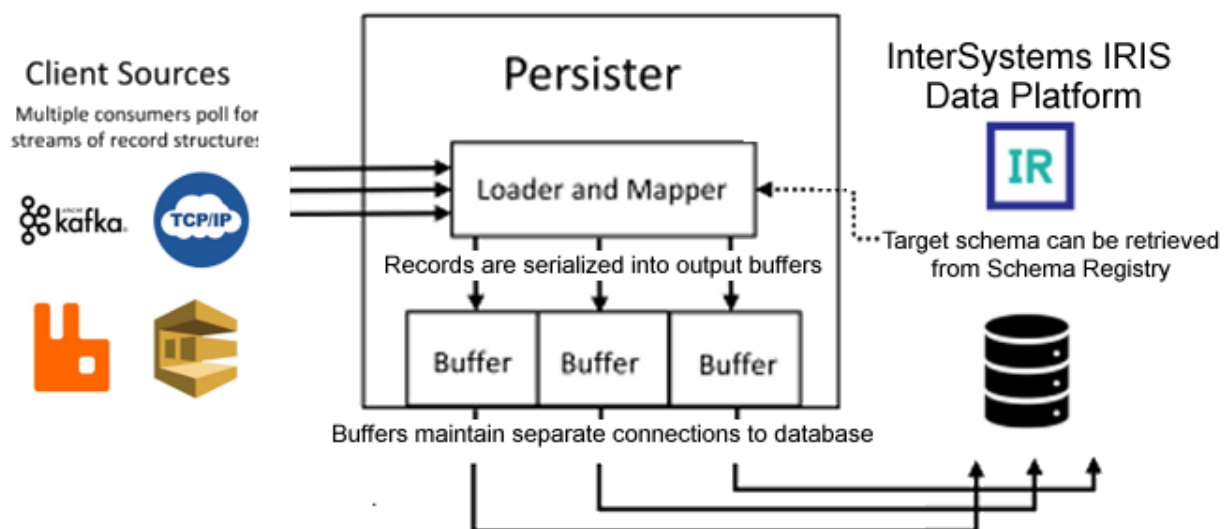 Client Sources
Multiple consumers poll for
streams of record structures
APACHE
kafka®
TCP/IP
Persister
Loader and Mapper
Records are serialized into output buffers
Buffer
Buffer
Buffer
Buffers maintain separate connections to database
InterSystems IRIS
Data Platform
IR
Target schema can be retrieved
from Schema Registry